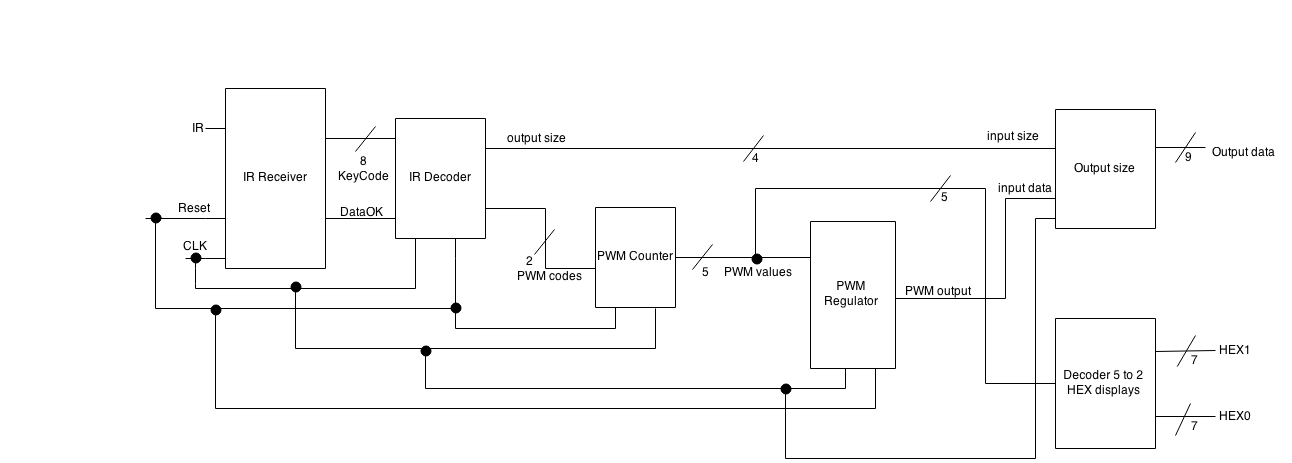 IR
IR Receiver
Reset
CLK
8
KeyCode
DataOK
IR Decoder
output size
4
input size
2
PWM codes
PWM Counter
5
PWM values
5
PWM
Regulator
PWM output
input data
Output size
9
Output data
Decoder 5 to 2
HEX displays
7
HEX1
7
HEX0